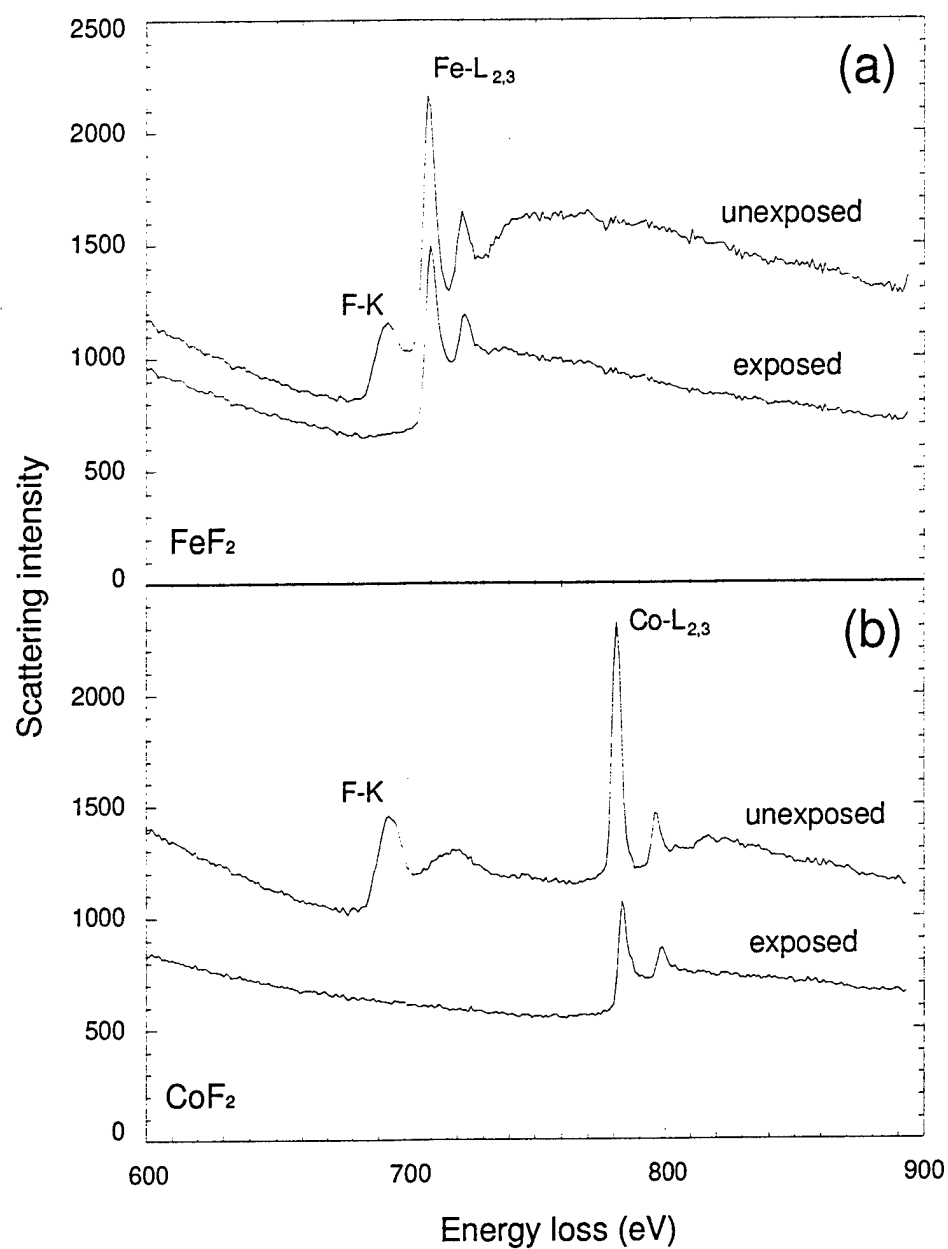 2500
2000
1500
1000
500
0
Fe-L2,3
(a)
unexposed
F-K
exposed
FeF2
Scattering intensity
Co-L2,3
(b)
2000
1500
1000
500
0
F-K
unexposed
exposed
CoF2
600
700
800
900
Energy loss (eV)